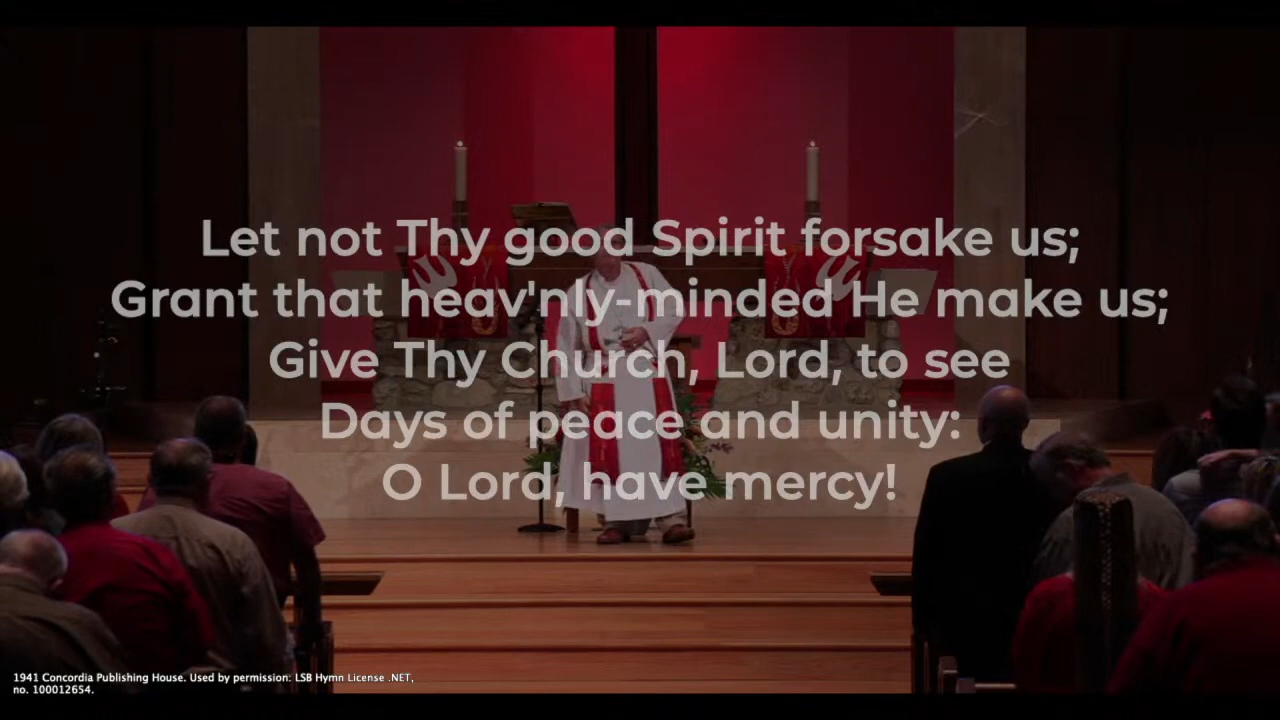 Let not Thy good Spirit forsake us;
Grant that heav'nly-minded He make us;
Give Thy Church, Lord, to see
Days of peace and unity:
O Lord, have mercy!
1941 Concordia Publishing House. Used by permission: LSB Hymn License .NET,
no. 100012654.